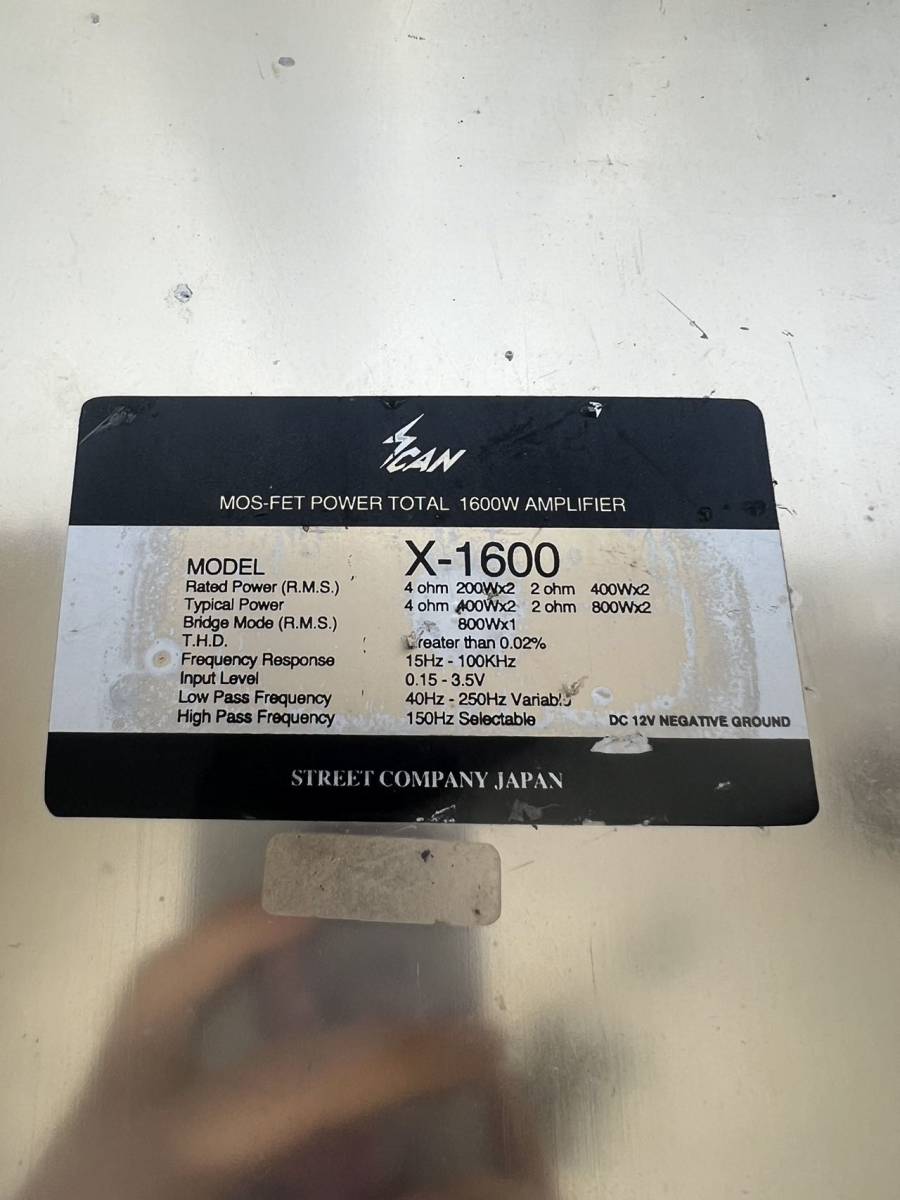 SCAN
MOS-FET POWER TOTAL 1600W AMPLIFIER
MODEL X-1600
Rated Power (R.M.S.) 4 ohm 200Wx2 2 ohm 400Wx2
Typical Power 4 ohm 400Wx2 2 ohm 800Wx2
Bridge Mode (R.M.S.) 800Wx1
T.H.D. Greater than 0.02%
Frequency Response 15Hz - 100KHz
Input Level 0.15 - 3.5V
Low Pass Frequency 40Hz - 250Hz Variable
High Pass Frequency 150Hz Selectable DC 12V NEGATIVE GROUND
STREET COMPANY JAPAN